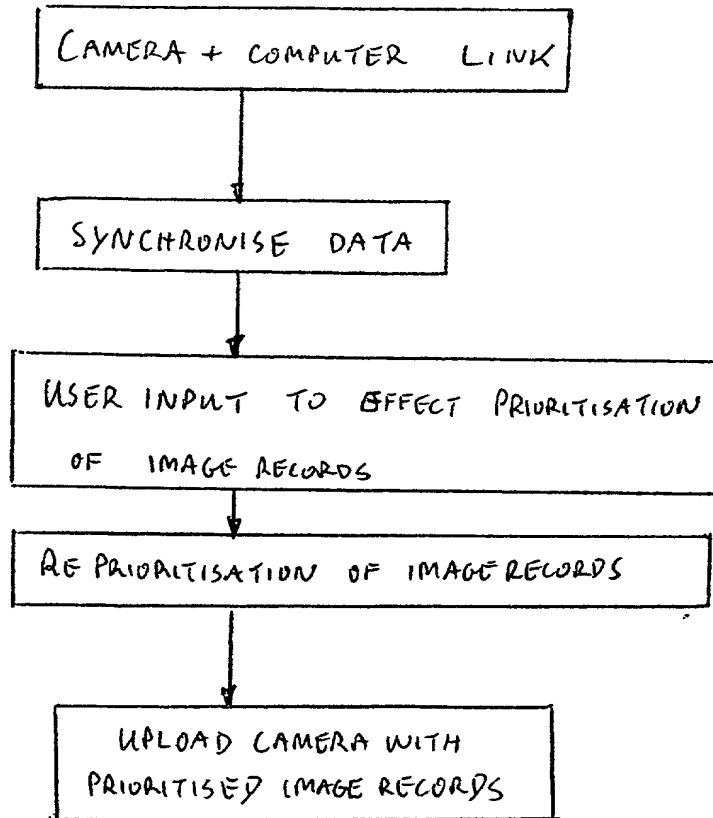 CAMERA + COMPUTER LINK
SYNCHRONISE DATA
USER INPUT TO EFFECT PRIORITISATION
OF IMAGE RECORDS
RE PRIORITISATION OF IMAGE RECORDS
UPLOAD CAMERA WITH
PRIORITISED IMAGE RECORDS